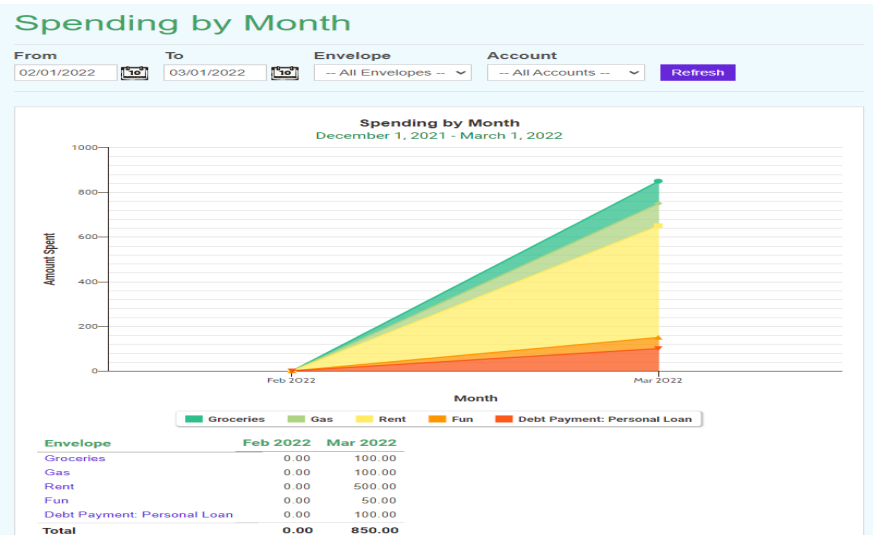 Spending by Month
From To Envelope Account
02/01/2022 10 03/01/2022 10 -- All Envelopes -- -- All Accounts -- Refresh
Spending by Month
December 1, 2021 - March 1, 2022
1000
800
600
400
200
0
Amount Spent
Feb 2022 Mar 2022
Month
Groceries Gas Rent Fun Debt Payment: Personal Loan
Envelope Feb 2022 Mar 2022
Groceries 0.00 100.00
Gas 0.00 100.00
Rent 0.00 500.00
Fun 0.00 50.00
Debt Payment: Personal Loan 0.00 100.00
Total 0.00 850.00